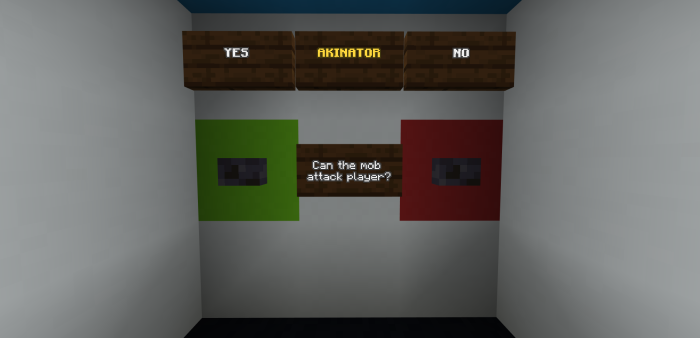 YES
AKINATOR
NO
Can the mob
attack player?